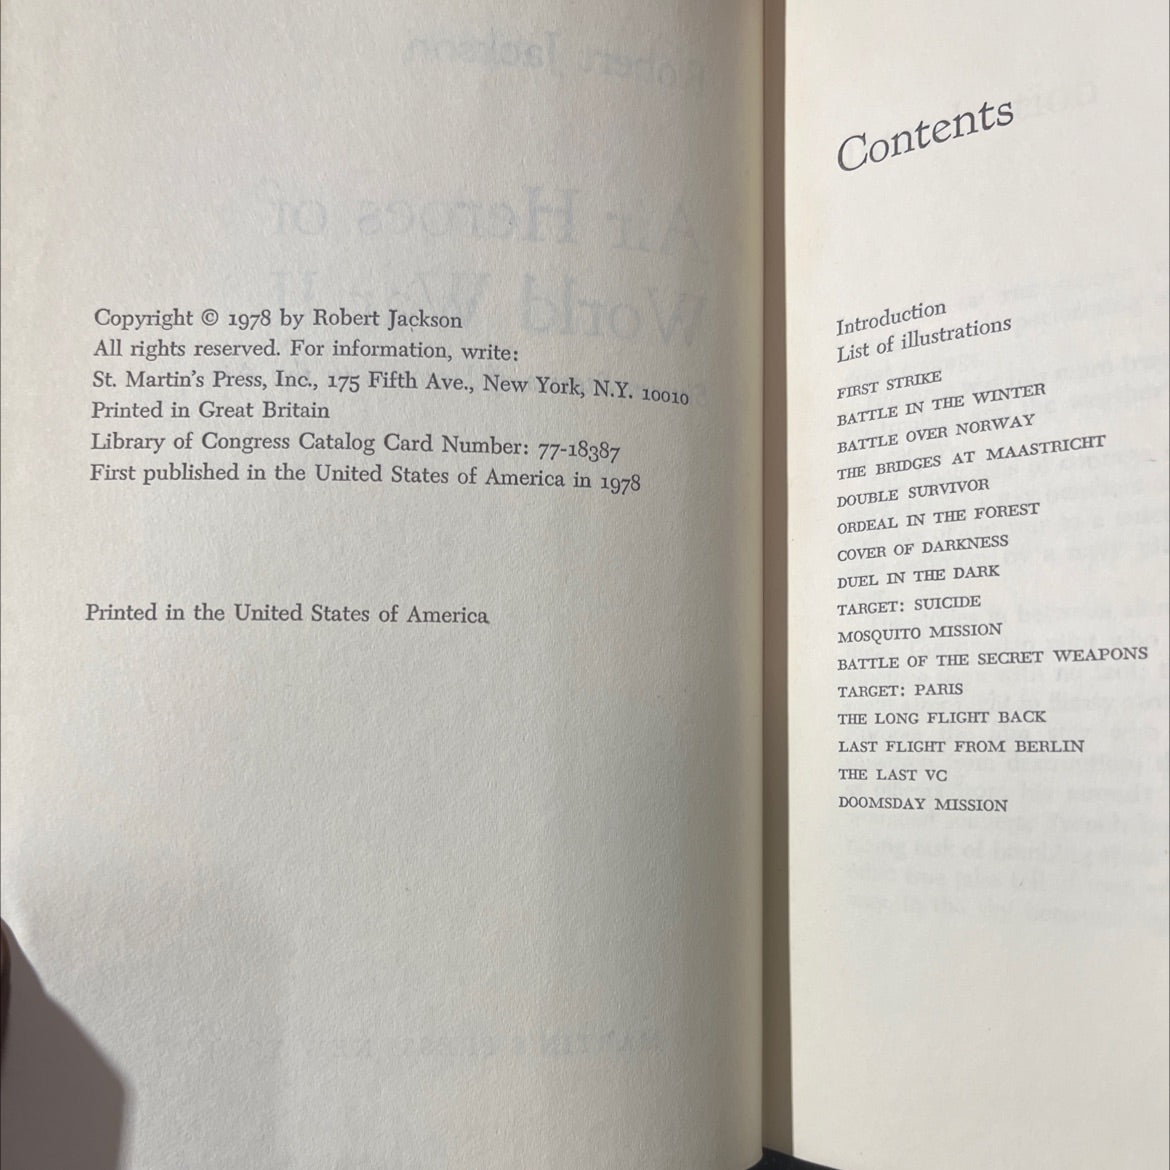 Copyright © 1978 by Robert Jackson
All rights reserved. For information, write:
St. Martin's Press, Inc., 175 Fifth Ave., New York, N.Y. 10010
Printed in Great Britain
Library of Congress Catalog Card Number: 77-18387
First published in the United States of America in 1978
Printed in the United States of America
Contents
Introduction
List of illustrations
FIRST STRIKE
BATTLE IN THE WINTER
BATTLE OVER NORWAY
THE BRIDGES AT MAASTRICHT
DOUBLE SURVIVOR
ORDEAL IN THE FOREST
COVER OF DARKNESS
DUEL IN THE DARK
TARGET: SUICIDE
MOSQUITO MISSION
BATTLE OF THE SECRET WEAPONS
TARGET: PARIS
THE LONG FLIGHT BACK
LAST FLIGHT FROM BERLIN
THE LAST VC
DOOMSDAY MISSION